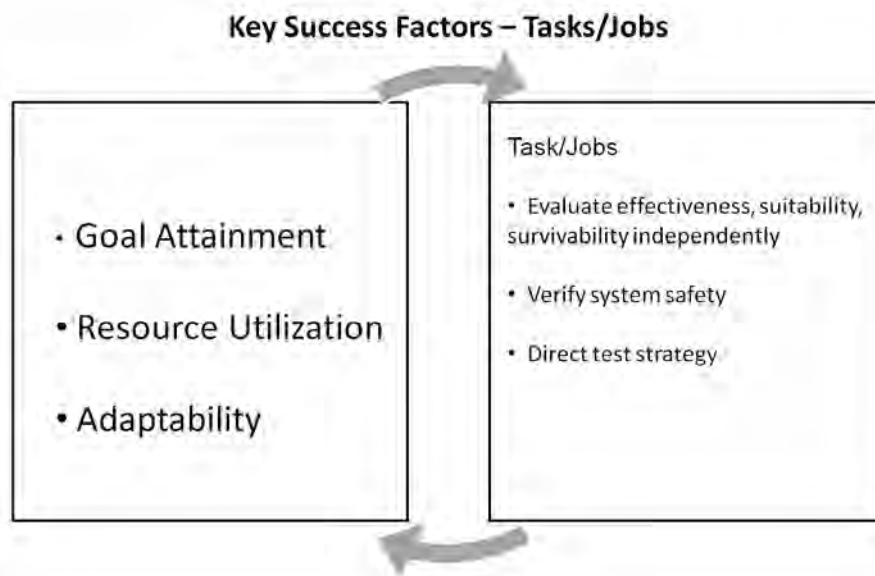 Key Success Factors – Tasks/Jobs
• Goal Attainment
• Resource Utilization
• Adaptability
Task/Jobs
• Evaluate effectiveness, suitability,
survivability independently
• Verify system safety
• Direct test strategy